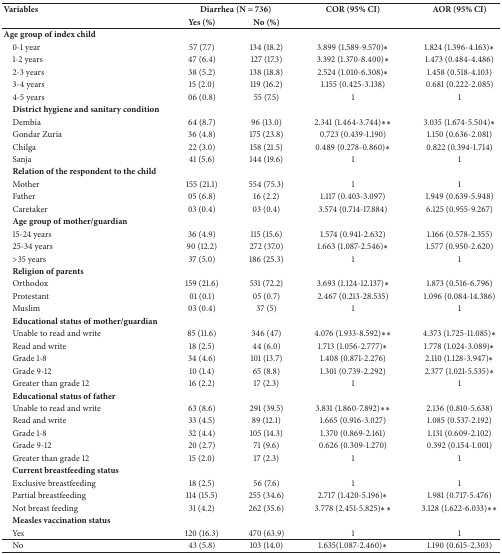 Variables Diarrhea (N = 736) COR (95% CI) AOR (95% CI)
Yes (%) No (%)
Age group of index child
0-1 year 57 (7.7) 134 (18.2) 3.899 (1.589-9.570)∗ 1.824 (1.396-4.163)∗
1-2 years 47 (6.4) 127 (17.3) 3.392 (1.370-8.400)∗ 1.473 (0.484-4.486)
2-3 years 38 (5.2) 138 (18.8) 2.524 (1.010-6.308)∗ 1.458 (0.518-4.103)
3-4 years 15 (2.0) 119 (16.2) 1.155 (0.425-3.138) 0.681 (0.222-2.085)
4-5 years 06 (0.8) 55 (7.5) 1 1
District hygiene and sanitary condition
Dembia 64 (8.7) 96 (13.0) 2.341 (1.464-3.744)∗∗ 3.035 (1.674-5.504)∗
Gondar Zuria 36 (4.8) 175 (23.8) 0.723 (0.439-1.190) 1.150 (0.636-2.081)
Chilga 22 (3.0) 158 (21.5) 0.489 (0.278-0.860)∗ 0.822 (0.394-1.714)
Sanja 41 (5.6) 144 (19.6) 1 1
Relation of the respondent to the child
Mother 155 (21.1) 554 (75.3) 1 1
Father 05 (6.8) 16 (2.2) 1.117 (0.403-3.097) 1.949 (0.639-5.948)
Caretaker 03 (0.4) 03 (0.4) 3.574 (0.714-17.884) 6.125 (0.955-9.267)
Age group of mother/guardian
15-24 years 36 (4.9) 115 (15.6) 1.574 (0.941-2.632) 1.166 (0.578-2.355)
25-34 years 90 (12.2) 272 (37.0) 1.663 (1.087-2.546)∗ 1.577 (0.950-2.620)
>35 years 37 (5.0) 186 (25.3) 1 1
Religion of parents
Orthodox 159 (21.6) 531 (72.2) 3.693 (1.124-12.137)∗ 1.873 (0.516-6.796)
Protestant 01 (0.1) 05 (0.7) 2.467 (0.213-28.535) 1.096 (0.084-14.386)
Muslim 03 (0.4) 37 (5) 1 1
Educational status of mother/guardian
Unable to read and write 85 (11.6) 346 (47) 4.076 (1.933-8.592)∗∗ 4.373 (1.725-11.085)∗
Read and write 18 (2.5) 44 (6.0) 1.713 (1.056-2.777)∗ 1.778 (1.024-3.089)∗
Grade 1-8 34 (4.6) 101 (13.7) 1.408 (0.871-2.276) 2.110 (1.128-3.947)∗
Grade 9-12 10 (1.4) 65 (8.8) 1.301 (0.739-2.292) 2.377 (1.021-5.535)∗
Greater than grade 12 16 (2.2) 17 (2.3) 1 1
Educational status of father
Unable to read and write 63 (8.6) 291 (39.5) 3.831 (1.860-7.892)∗∗ 2.136 (0.810-5.638)
Read and write 33 (4.5) 89 (12.1) 1.665 (0.916-3.027) 1.085 (0.537-2.192)
Grade 1-8 32 (4.4) 105 (14.3) 1.370 (0.869-2.161) 1.131 (0.609-2.102)
Grade 9-12 20 (2.7) 71 (9.6) 0.626 (0.309-1.270) 0.392 (0.154-1.001)
Greater than grade 12 15 (2.0) 17 (2.3) 1 1
Current breastfeeding status
Exclusive breastfeeding 18 (2.5) 56 (7.6) 1 1
Partial breastfeeding 114 (15.5) 255 (34.6) 2.717 (1.420-5.196)∗ 1.981 (0.717-5.476)
Not breast feeding 31 (4.2) 262 (35.6) 3.778 (2.451-5.825)∗∗ 3.128 (1.622-6.033)∗∗
Measles vaccination status
Yes 120 (16.3) 470 (63.9) 1 1
No 43 (5.8) 103 (14.0) 1.635(1.087-2.460)∗ 1.190 (0.615-2.303)